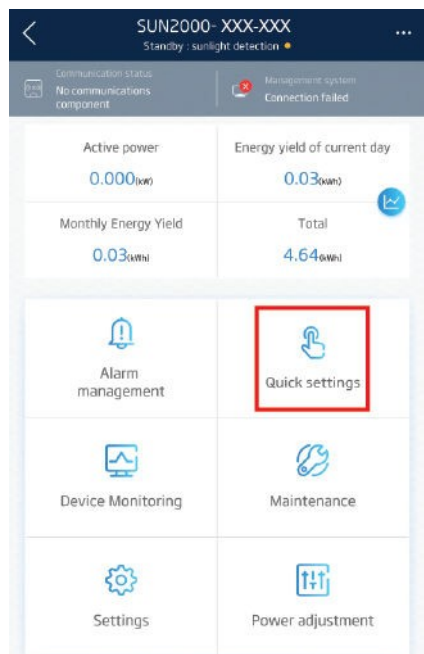 SUN2000- XXX-XXX
Standby : sunlight detection
...
Communication status
No communications
component
Management system
Connection failed
Active power
0.000(kW)
Energy yield of current day
0.03(kWh)
Monthly Energy Yield
0.03(kWh)
Total
4.64(kWh)
Alarm
management
Quick settings
Device Monitoring
Maintenance
Settings
Power adjustment